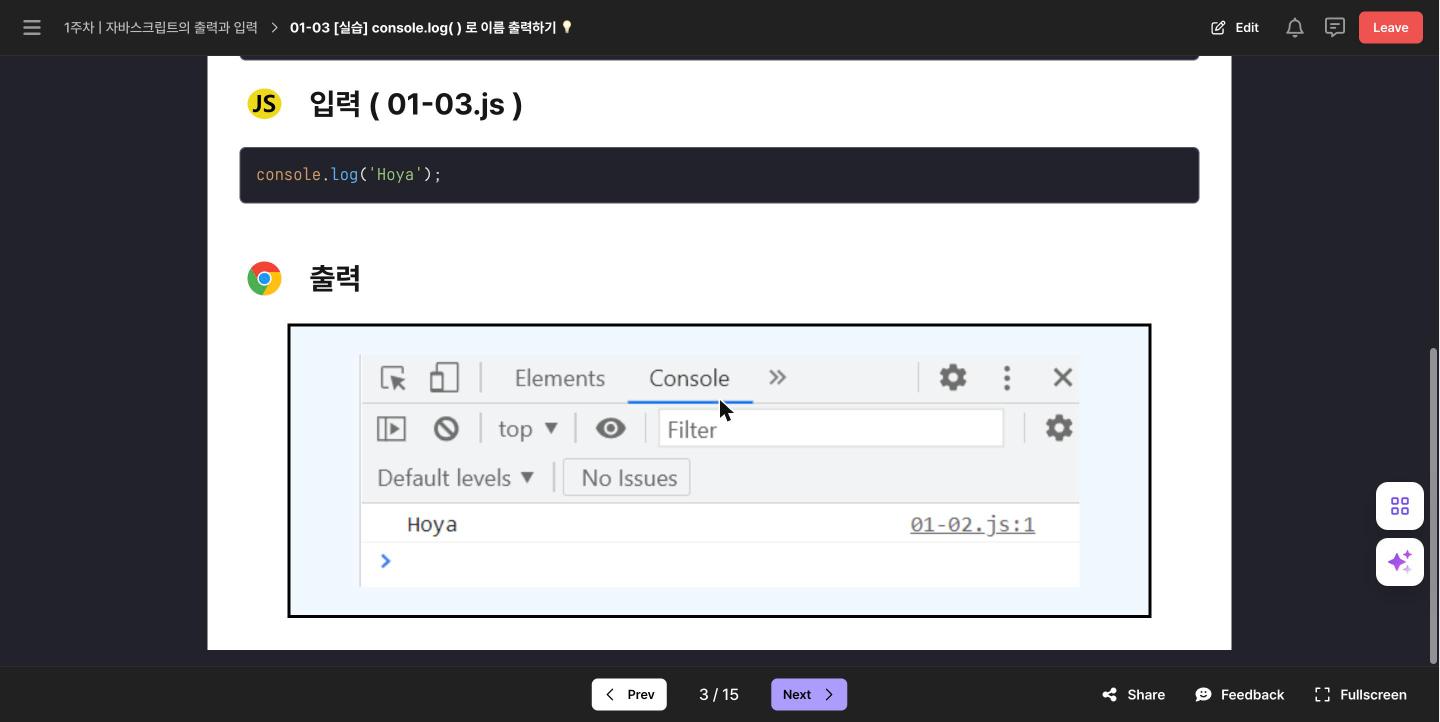 1주차 | 자바스크립트의 출력과 입력
01-03 [실습] console.log( ) 로 이름 출력하기
Edit
Leave
JS 입력 ( 01-03.js )
console.log('Hoya');
출력
Elements Console
top Filter
Default levels No Issues
Hoya 01-02.js:1
Prev 3 / 15 Next
Share Feedback Fullscreen